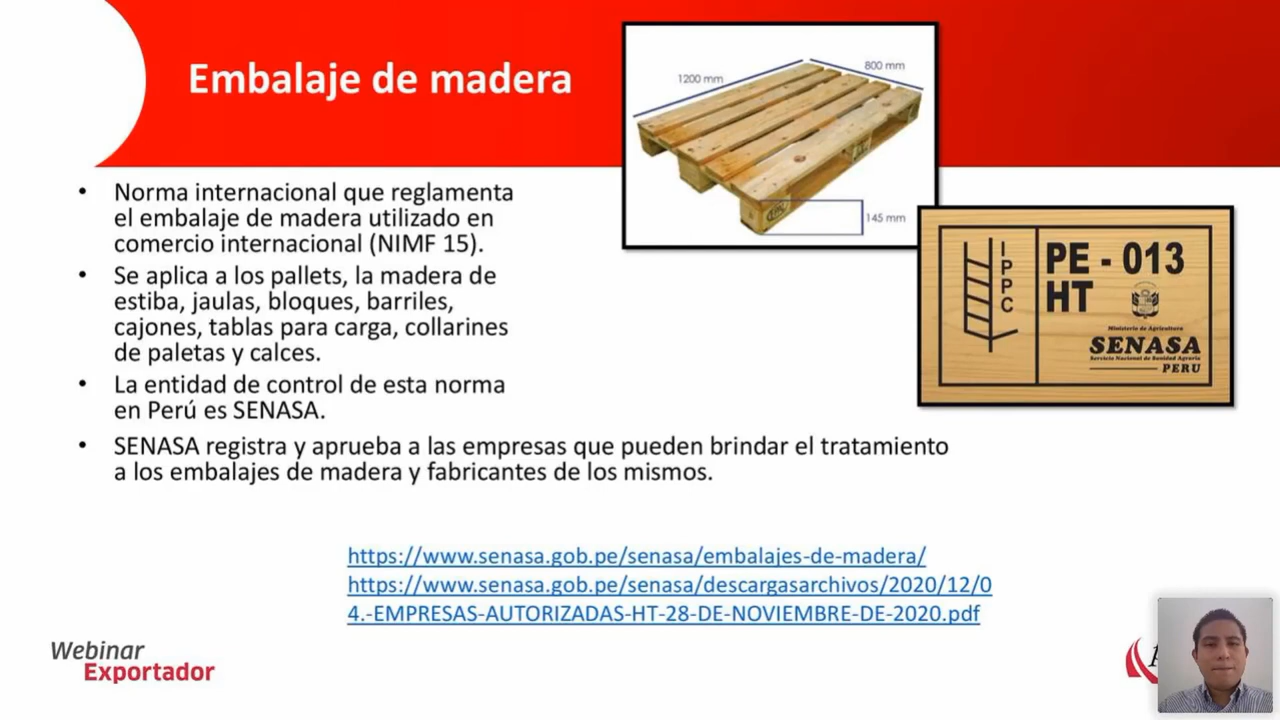 Embalaje de madera
1200 mm
800 mm
145 mm
• Norma internacional que reglamenta
el embalaje de madera utilizado en
comercio internacional (NIMF 15).
• Se aplica a los pallets, la madera de
estiba, jaulas, bloques, barriles,
cajones, tablas para carga, collarines
de paletas y calces.
• La entidad de control de esta norma
en Perú es SENASA.
• SENASA registra y aprueba a las empresas que pueden brindar el tratamiento
a los embalajes de madera y fabricantes de los mismos.
IPPC
PE - 013
HT
Ministerio de Agricultura
SENASA
Servicio Nacional de Sanidad Agraria
PERU
https://www.senasa.gob.pe/senasa/embalajes-de-madera/
https://www.senasa.gob.pe/senasa/descargasarchivos/2020/12/0
4.-EMPRESAS-AUTORIZADAS-HT-28-DE-NOVIEMBRE-DE-2020.pdf
Webinar
Exportador